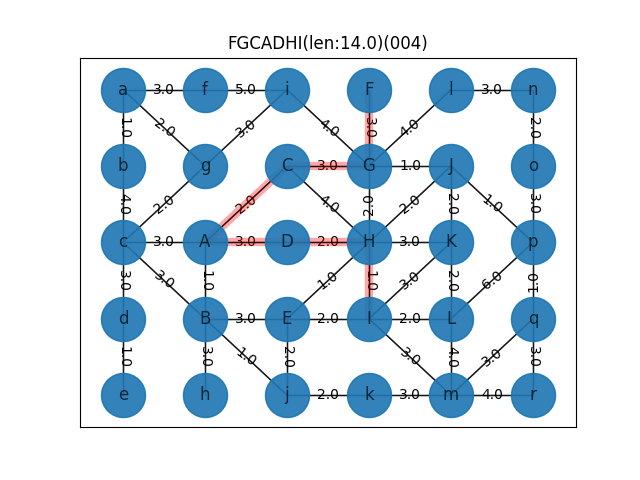 FGCADHI(len:14.0)(004)
a 3.0 f 5.0 i F l 3.0 n
1.0 2.0 3.0 4.0 3.0 4.0 2.0
b g C 3.0 G 1.0 J o
4.0 2.0 2.0 4.0 2.0 2.0 2.0 1.0 3.0
c 3.0 A 3.0 D 2.0 H 3.0 K p
3.0 3.0 1.0 1.0 1.0 3.0 2.0 6.0 1.0
d B 3.0 E 2.0 I 2.0 L q
1.0 3.0 1.0 2.0 3.0 4.0 3.0 3.0
e h j 2.0 k 3.0 m 4.0 r